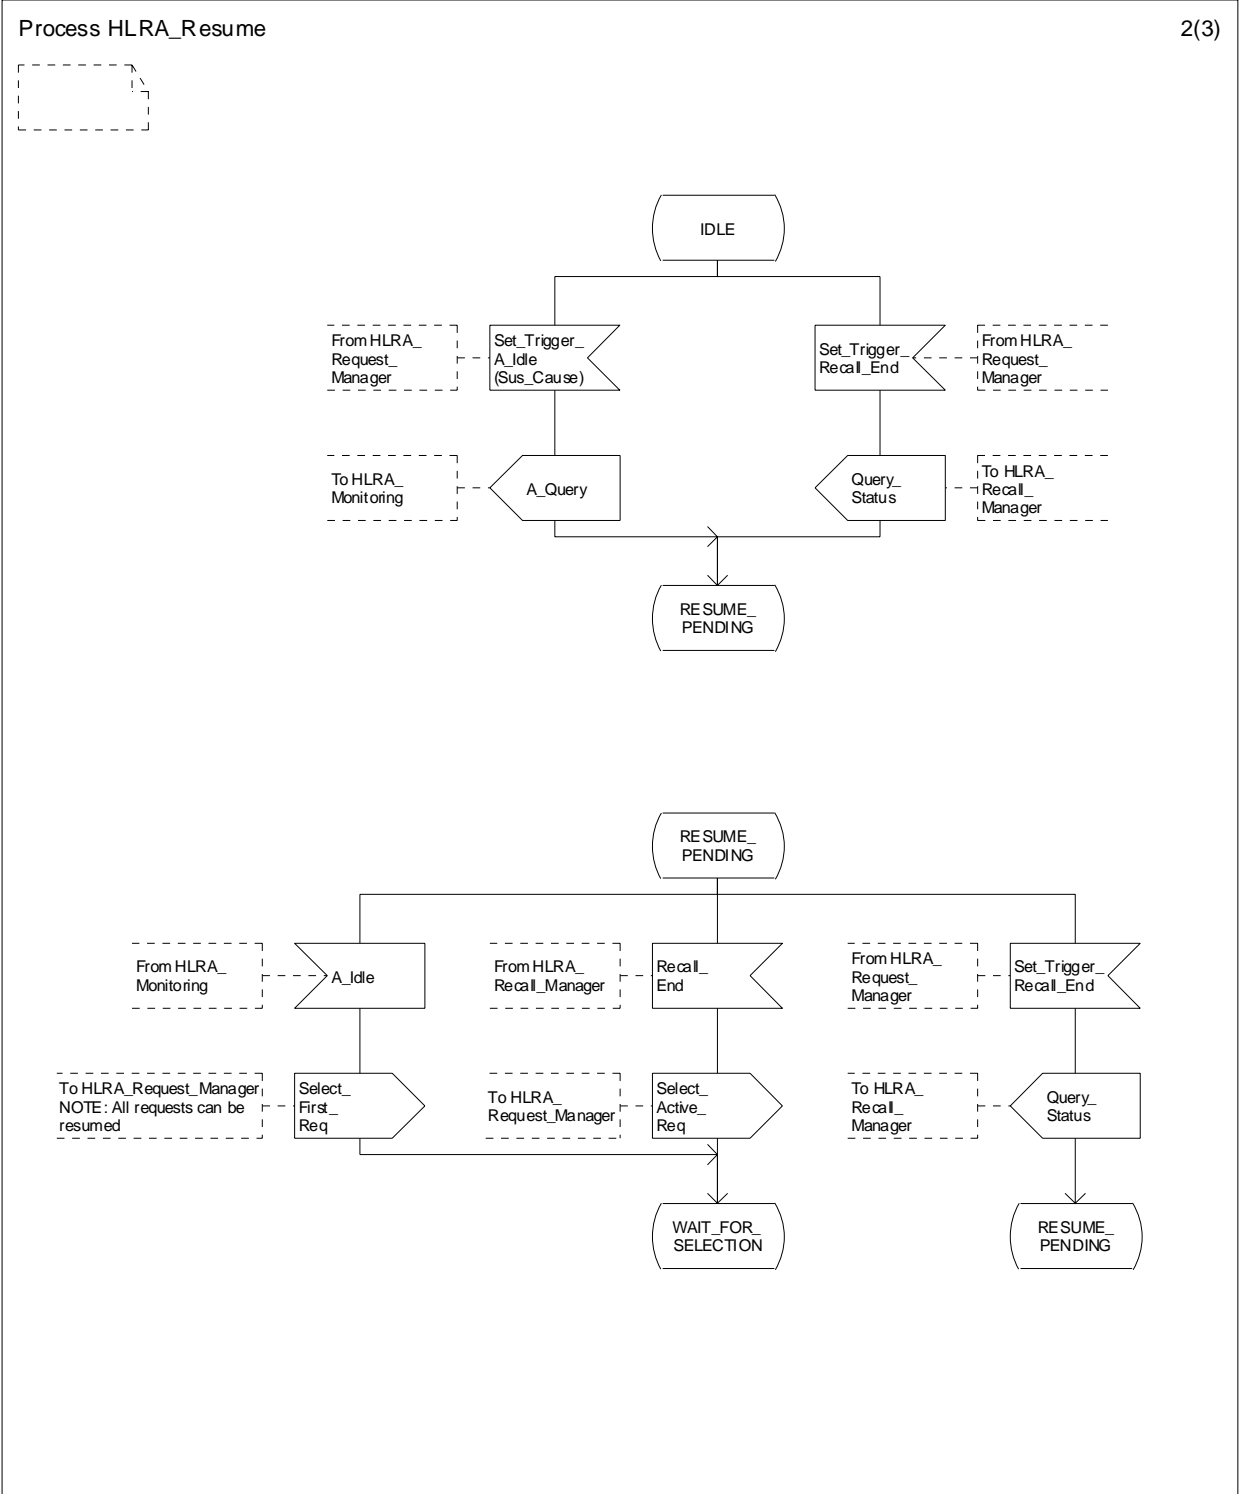 Process HLRA_Resume
2(3)
IDLE
From HLRA_
Request_
Manager
Set_Trigger_
A_Idle
(Sus_Cause)
Set_Trigger_
Recall_End
From HLRA_
Request_
Manager
To HLRA_
Monitoring
A_Query
Query_
Status
To HLRA_
Recall_
Manager
RESUME_
PENDING
RESUME_
PENDING
From HLRA_
Monitoring
A_Idle
From HLRA_
Recall_Manager
Recall_
End
From HLRA_
Request_
Manager
Set_Trigger_
Recall_End
To HLRA_Request_Manager
NOTE: All requests can be
resumed
Select_
First_
Req
To HLRA_
Request_Manager
Select_
Active_
Req
To HLRA_
Recall_
Manager
Query_
Status
WAIT_FOR_
SELECTION
RESUME_
PENDING